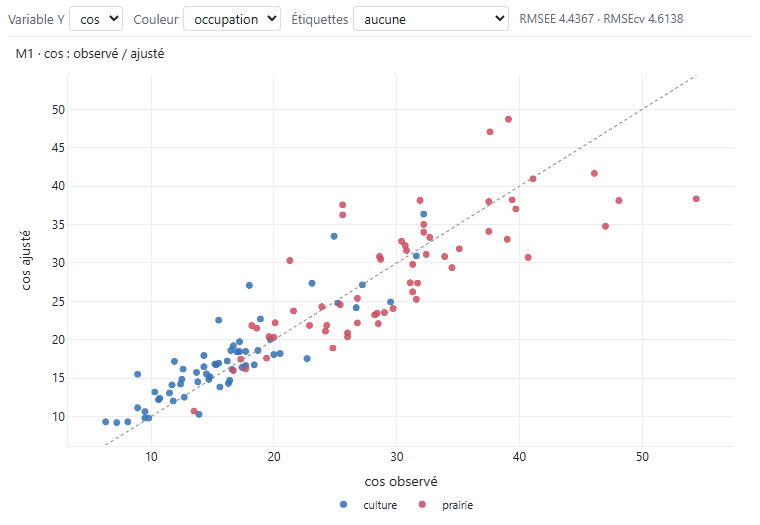 Variable Y cos Couleur occupation Étiquettes aucune RMSEE 4.4367 · RMSEcv 4.6138
M1 · cos : observé / ajusté
50
45
40
35
30
25
20
15
10
cos ajusté
10 20 30 40 50
cos observé
culture prairie